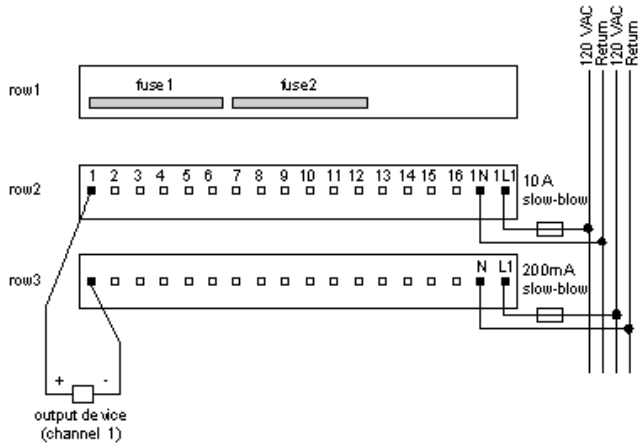 120 VAC
Return
120 VAC
Return
row1
fuse1 fuse2
row2
1 2 3 4 5 6 7 8 9 10 11 12 13 14 15 16 1N 1L1
10A
slow-blow
row3
N L1
200mA
slow-blow
+ -
output device
(channel 1)